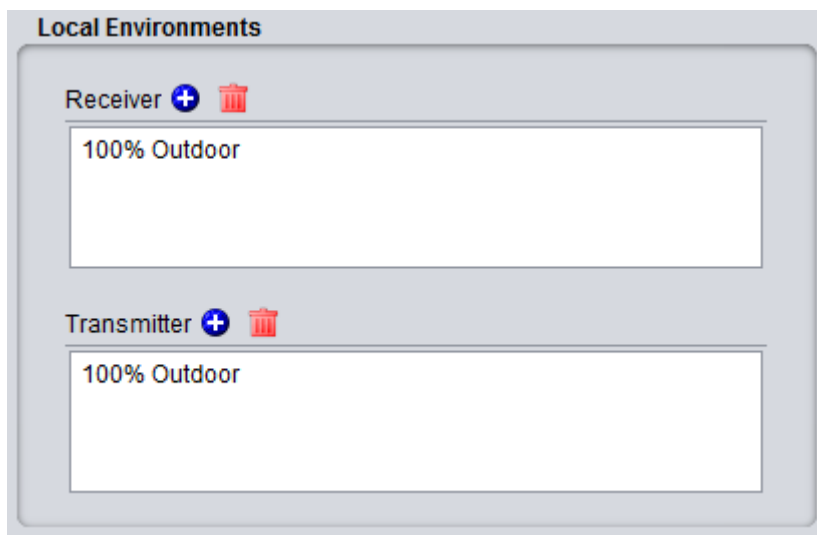 Local Environments
Receiver
100% Outdoor
Transmitter
100% Outdoor